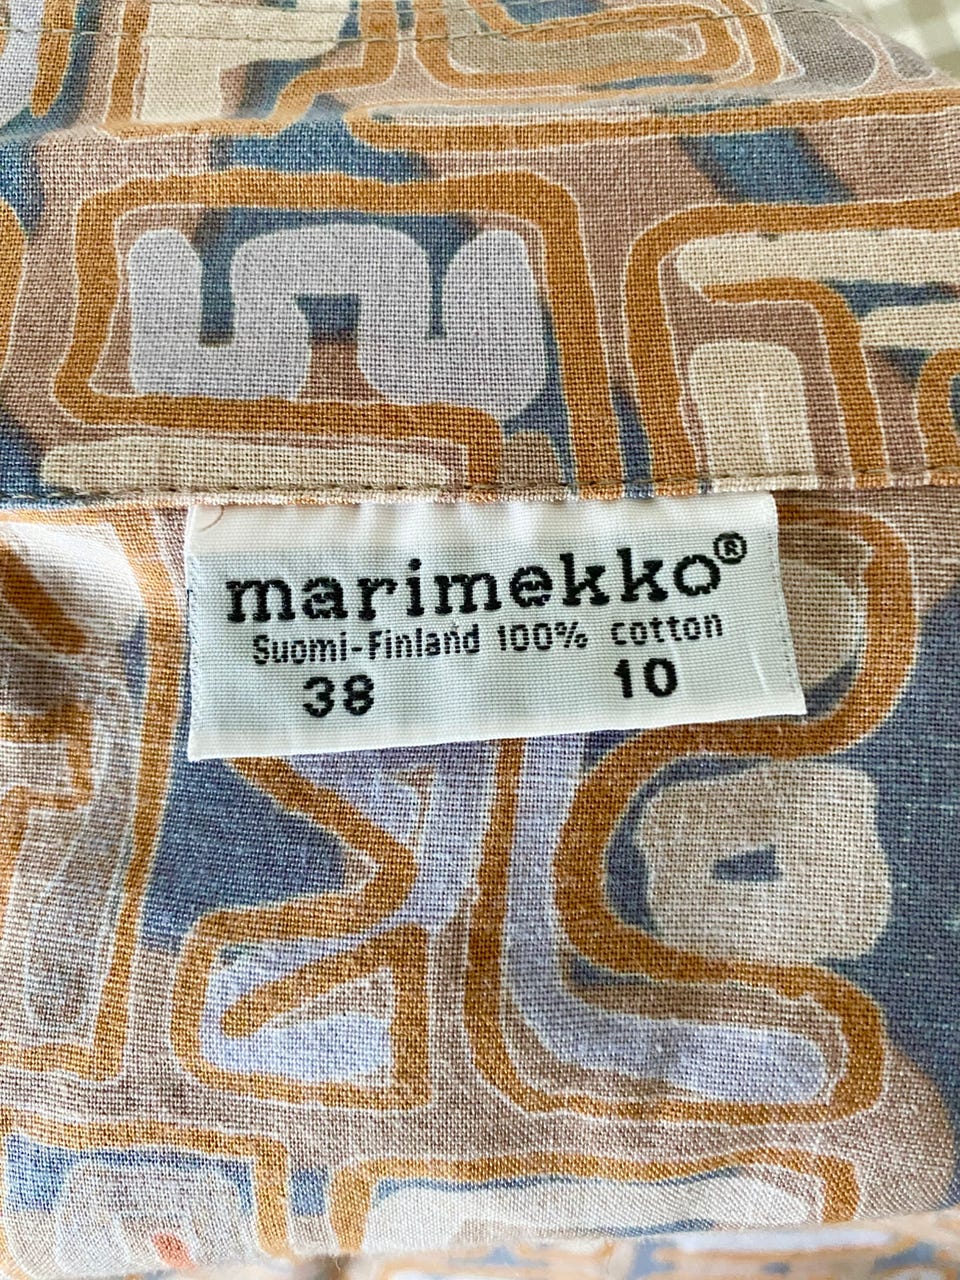 marimekko®
Suomi-Finland 100% cotton
38 10